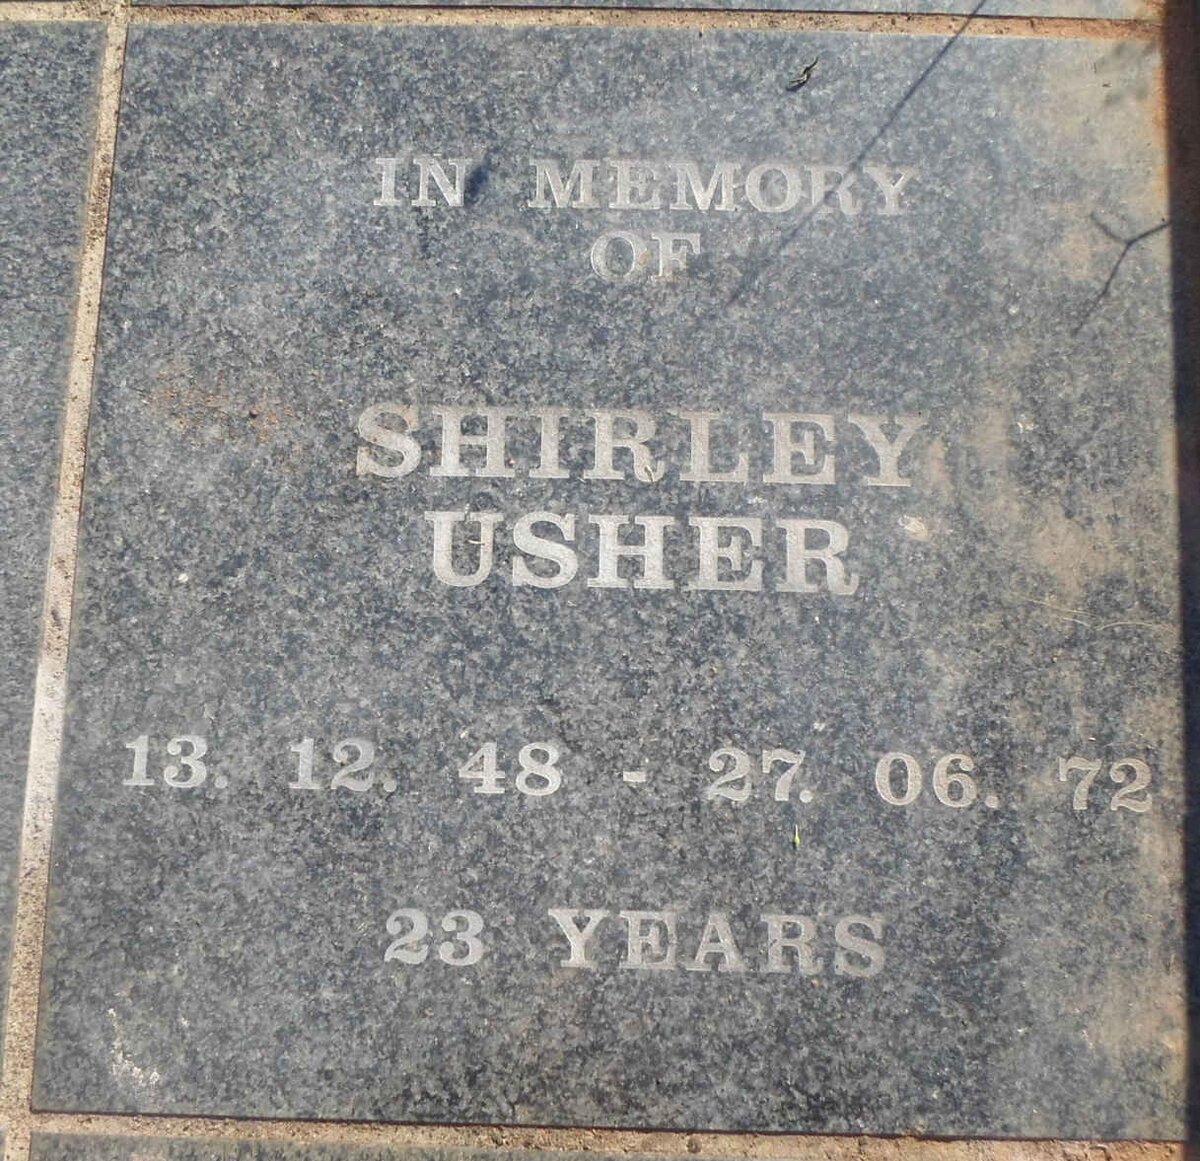 IN MEMORY
OF
SHIRLEY
USHER
13. 12. 48 - 27. 06. 72
23 YEARS